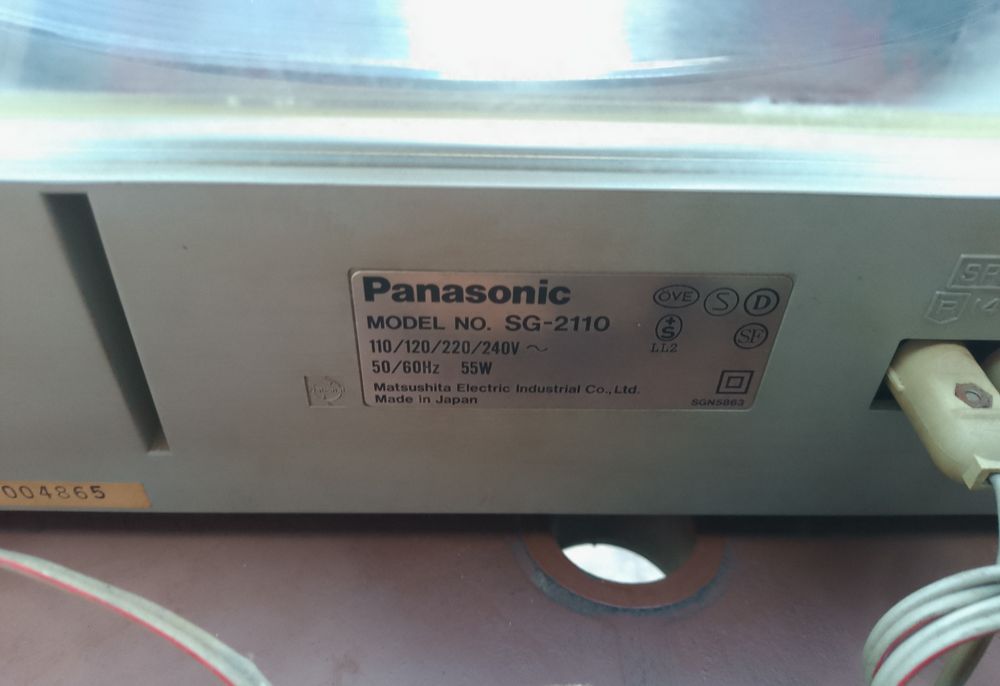 Panasonic
MODEL NO. SG-2110
110/120/220/240V ~
50/60Hz 55W
Matsushita Electric Industrial Co., Ltd.
Made in Japan
ÖVE S D
+S
LL2
SF
SGN5863
004865
SP